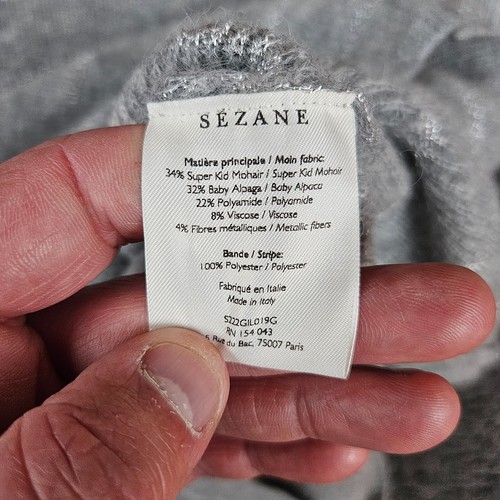 SÉZANE
Matière principale / Main fabric:
34% Super Kid Mohair / Super Kid Mohair
32% Baby Alpaga / Baby Alpaca
22% Polyamide / Polyamide
8% Viscose / Viscose
4% Fibres métalliques / Metallic fibers
Bande / Stripe:
100% Polyester / Polyester
Fabriqué en Italie
Made in Italy
S222GIL019G
RN 154 043
Rue du Bac, 75007 Paris